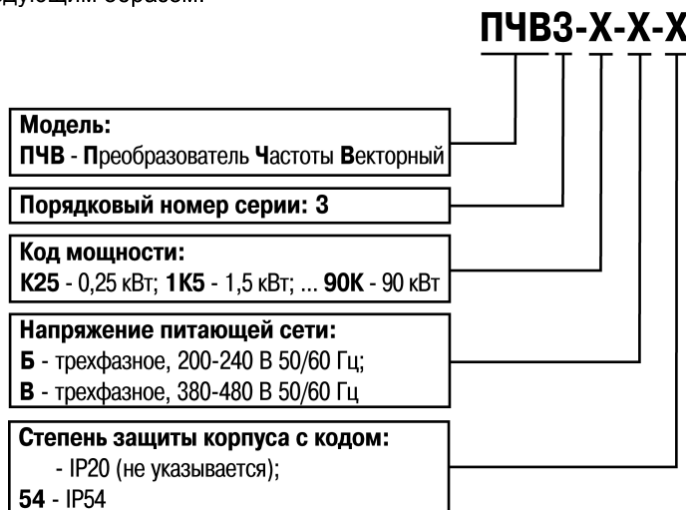 образом:
ПЧВ3-Х-Х-Х
Модель:
ПЧВ - Преобразователь Частоты Векторный
Порядковый номер серии: 3
Код мощности:
К25 - 0,25 кВт; 1К5 - 1,5 кВт; ... 90К - 90 кВт
Напряжение питающей сети:
Б - трехфазное, 200-240 В 50/60 Гц;
В - трехфазное, 380-480 В 50/60 Гц
Степень защиты корпуса с кодом:
- IP20 (не указывается);
54 - IP54